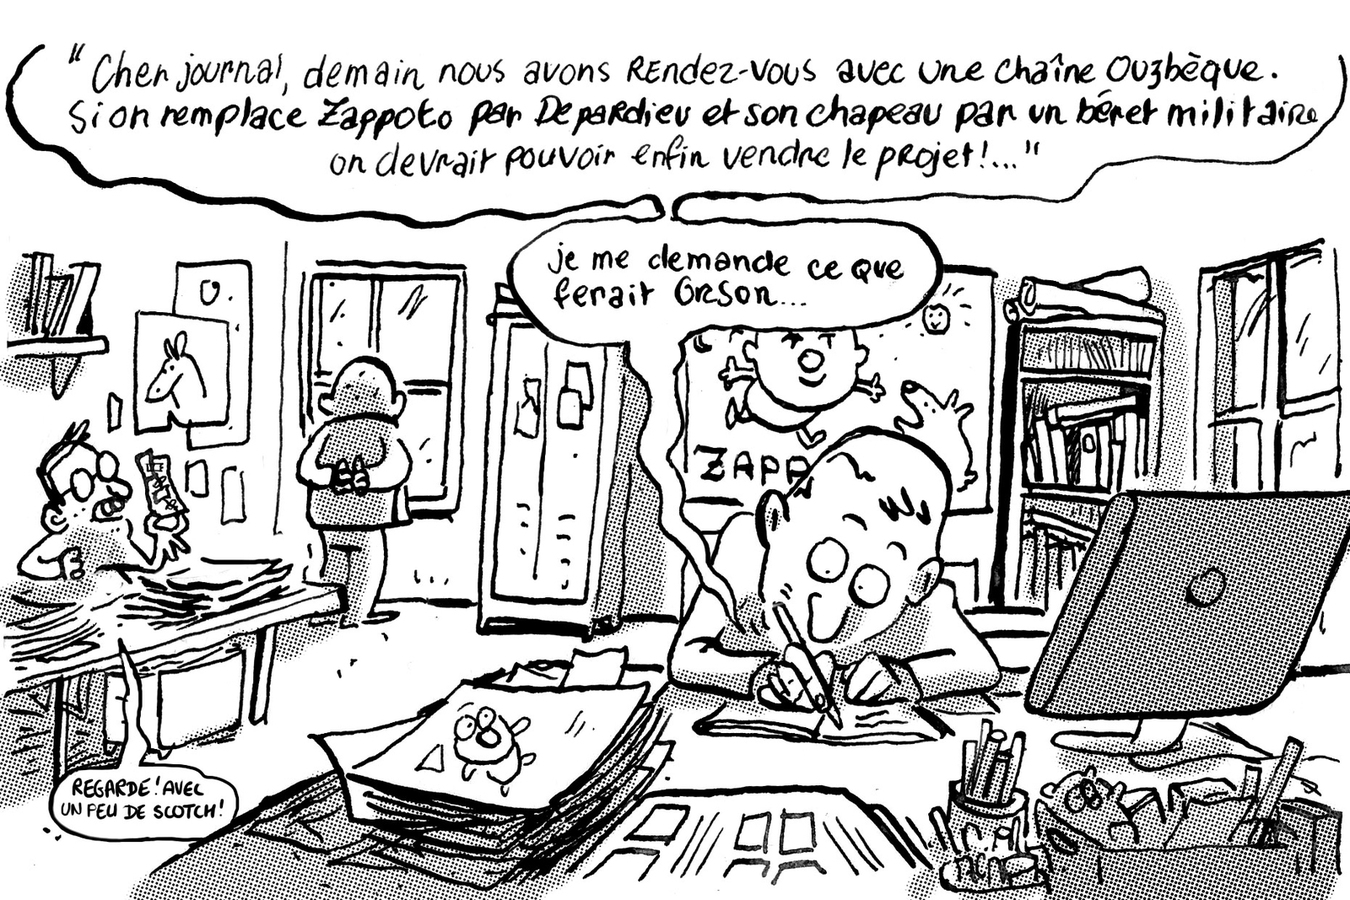 "Cher journal, demain nous avons rendez-vous avec une chaîne Ouzbèque.
Si on remplace Zappoto par Depardieu et son chapeau par un béret militaire
on devrait pouvoir enfin vendre le projet!..."
je me demande ce que
ferait Orson...
ZAPP
REGARDE! AVEC
UN PEU DE SCOTCH!